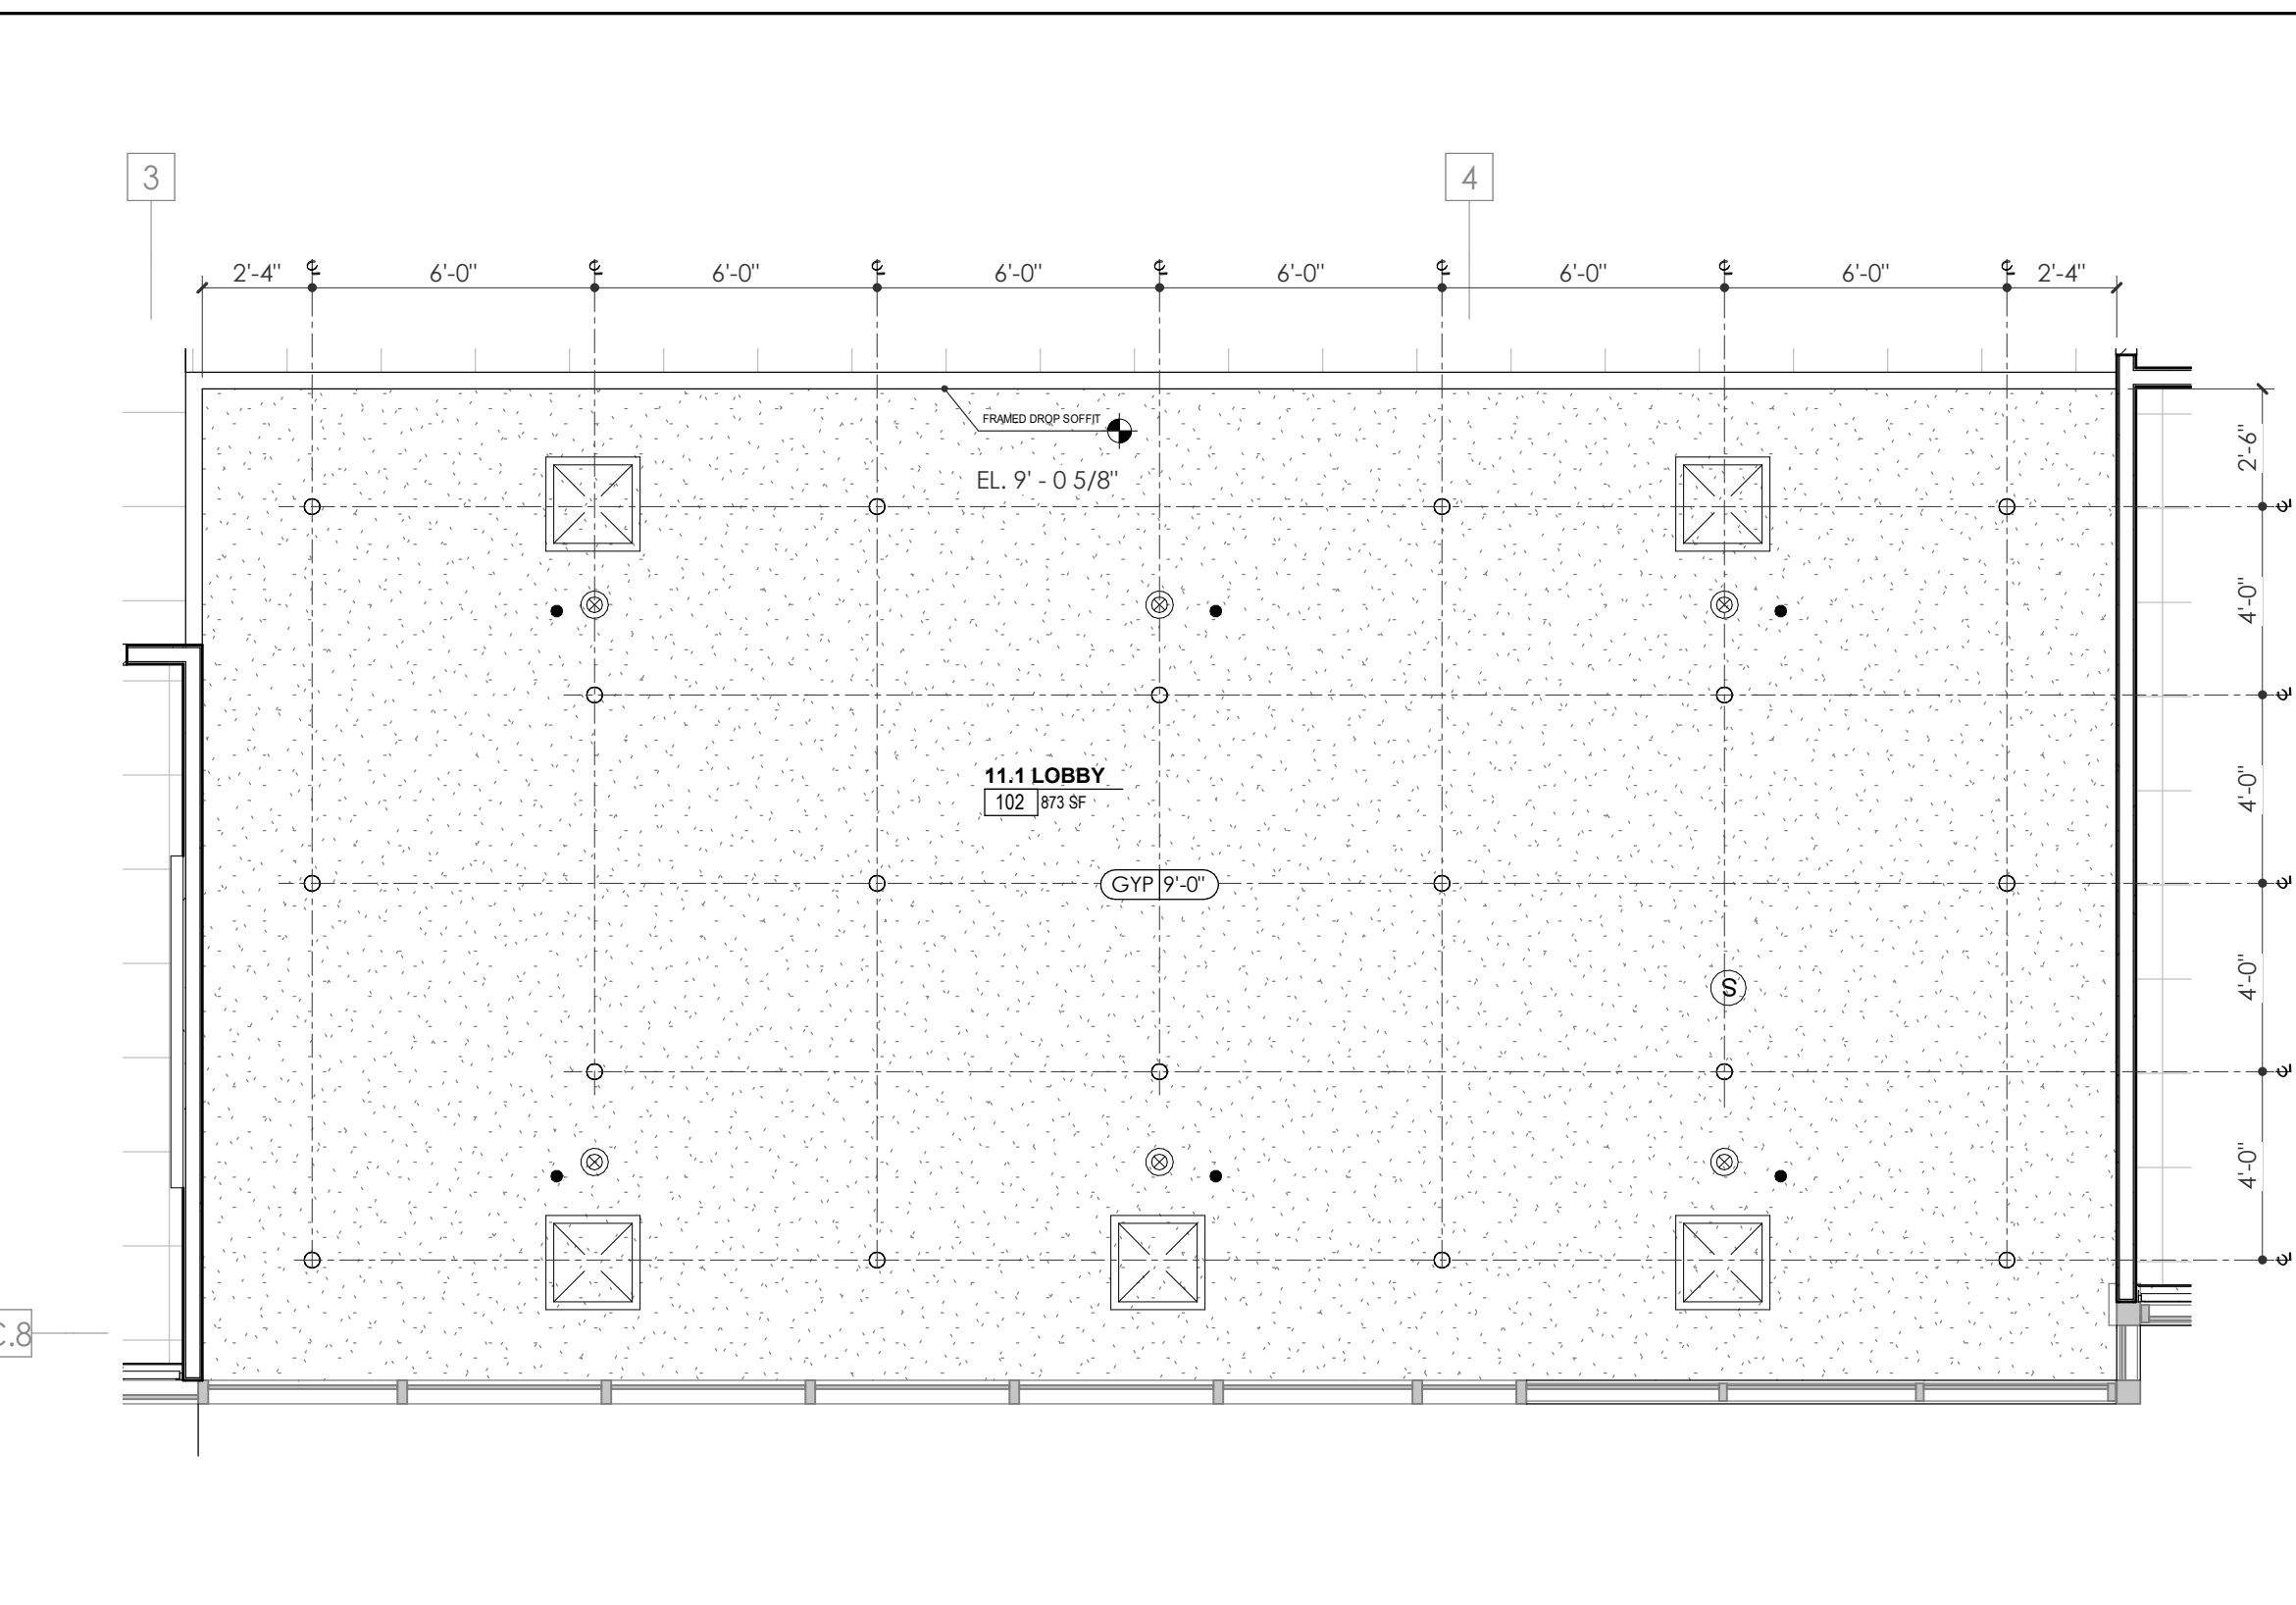 3
4
2'-4" ℄ 6'-0" ℄ 6'-0" ℄ 6'-0" ℄ 6'-0" ℄ 6'-0" ℄ 6'-0" ℄ 2'-4"
FRAMED DROP SOFFIT
EL. 9' - 0 5/8"
2'-6"
℄
4'-0"
℄
11.1 LOBBY
102 873 SF
4'-0"
GYP 9'-0"
℄
S
4'-0"
℄
4'-0"
℄
C.8